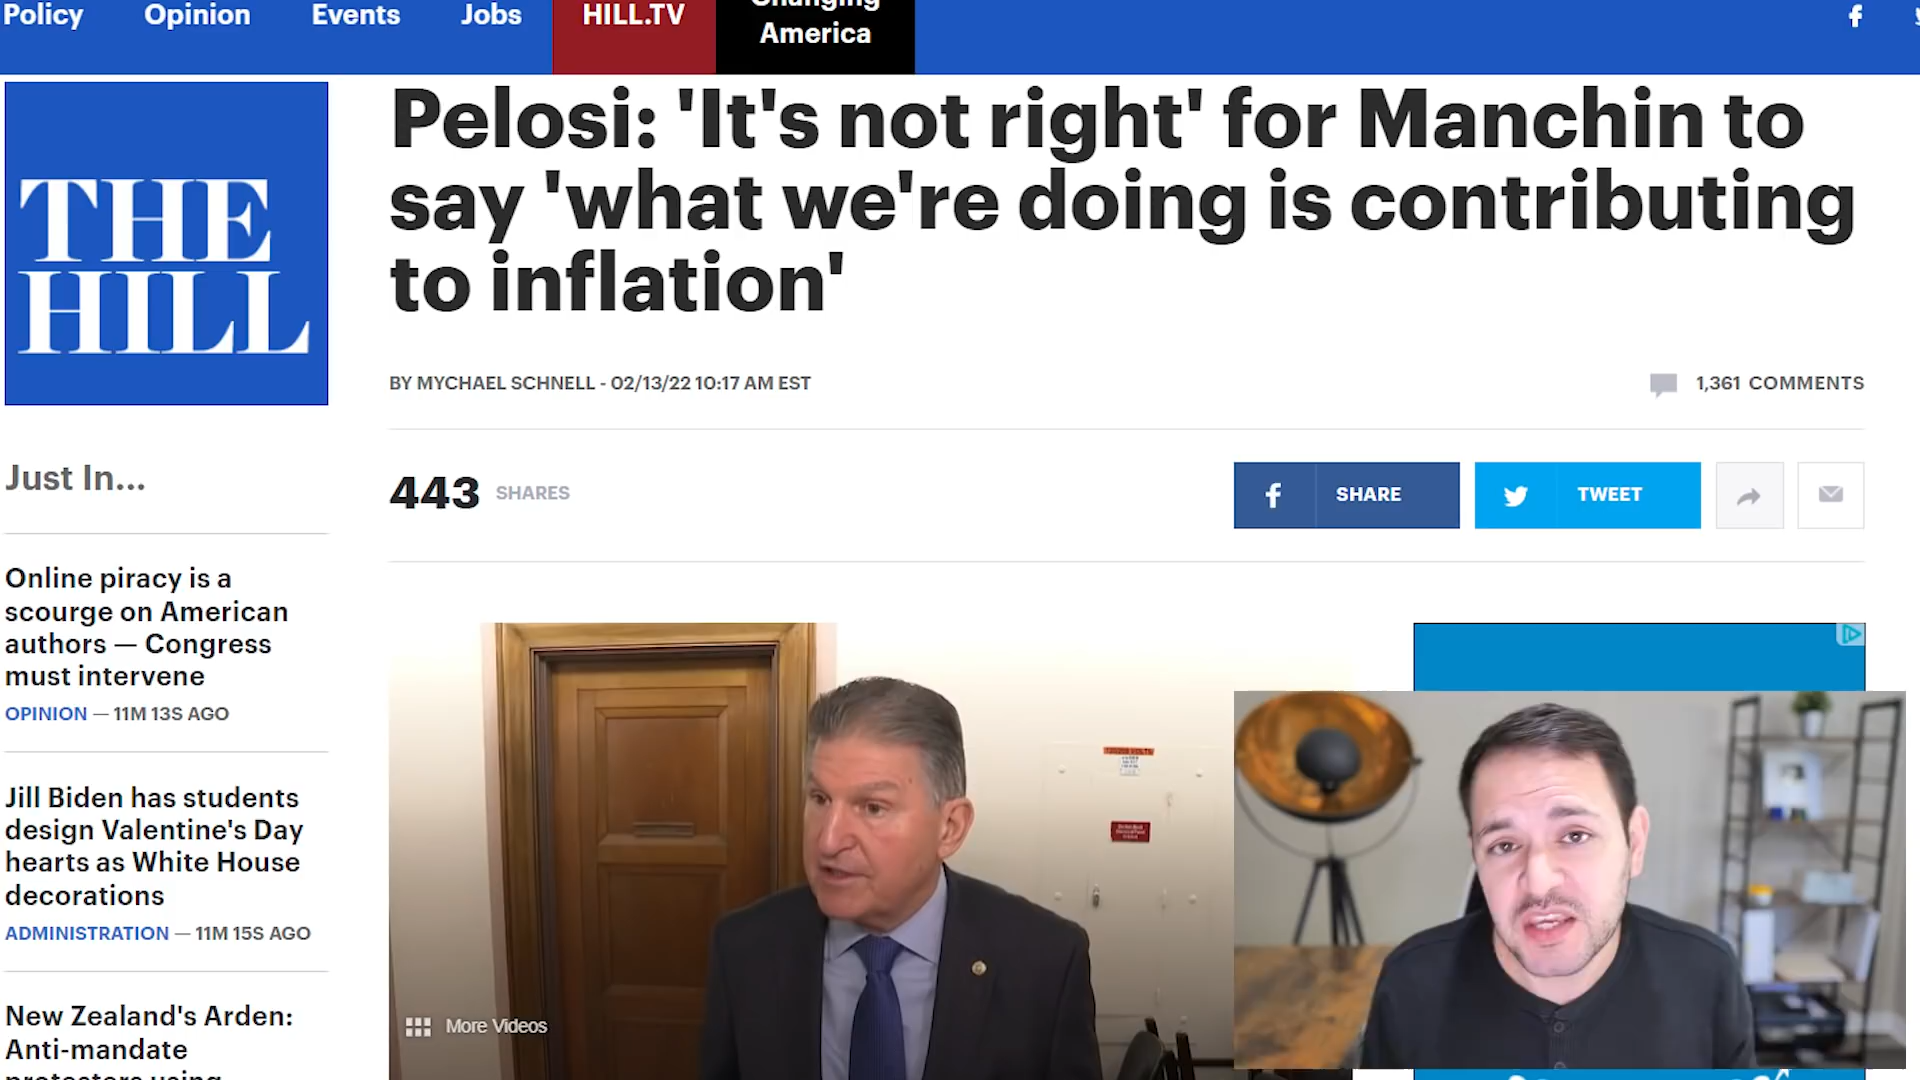 Policy
Opinion
Events
Jobs
HILL.TV
Changing
America
THE
HILL
Pelosi: 'It's not right' for Manchin to
say 'what we're doing is contributing
to inflation'
BY MYCHAEL SCHNELL - 02/13/22 10:17 AM EST
1,361 COMMENTS
443 SHARES
SHARE
TWEET
Just In...
Online piracy is a
scourge on American
authors — Congress
must intervene
OPINION — 11M 13S AGO
Jill Biden has students
design Valentine's Day
hearts as White House
decorations
ADMINISTRATION — 11M 15S AGO
New Zealand's Arden:
Anti-mandate
protesters using
More Videos